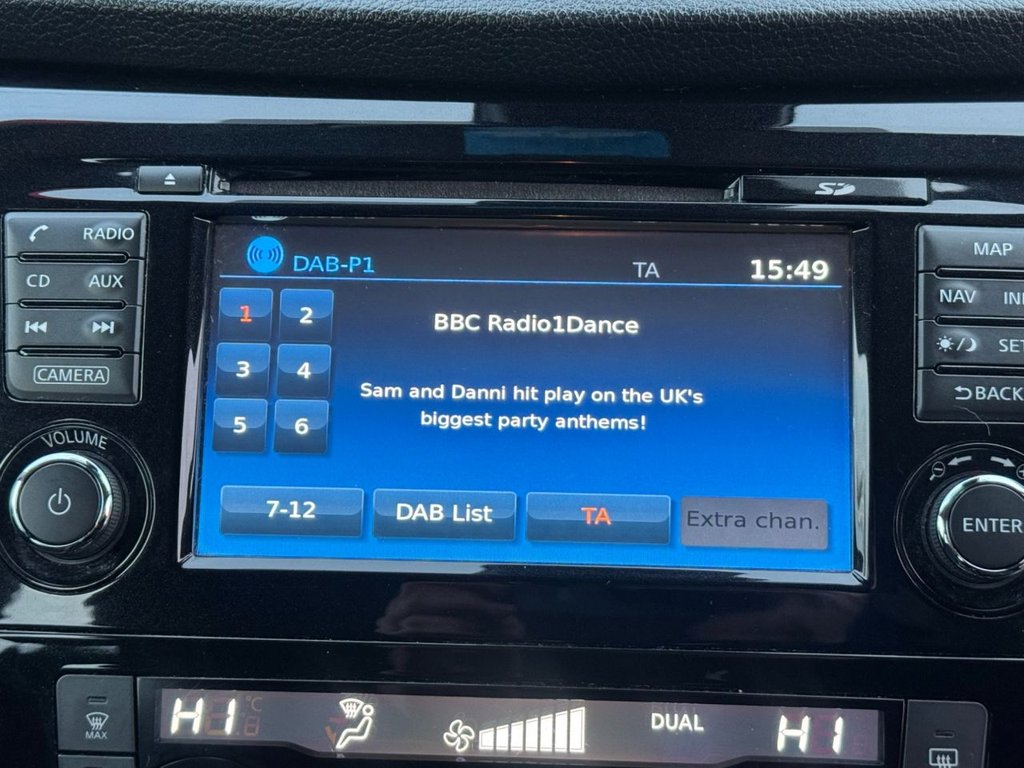 SD
RADIO
CD AUX
CAMERA
VOLUME
DAB-P1 TA 15:49
1 2
3 4
5 6
BBC Radio1Dance
Sam and Danni hit play on the UK's
biggest party anthems!
7-12 DAB List TA Extra chan.
MAP
NAV
BACK
ENTER
MAX
HI DUAL HI